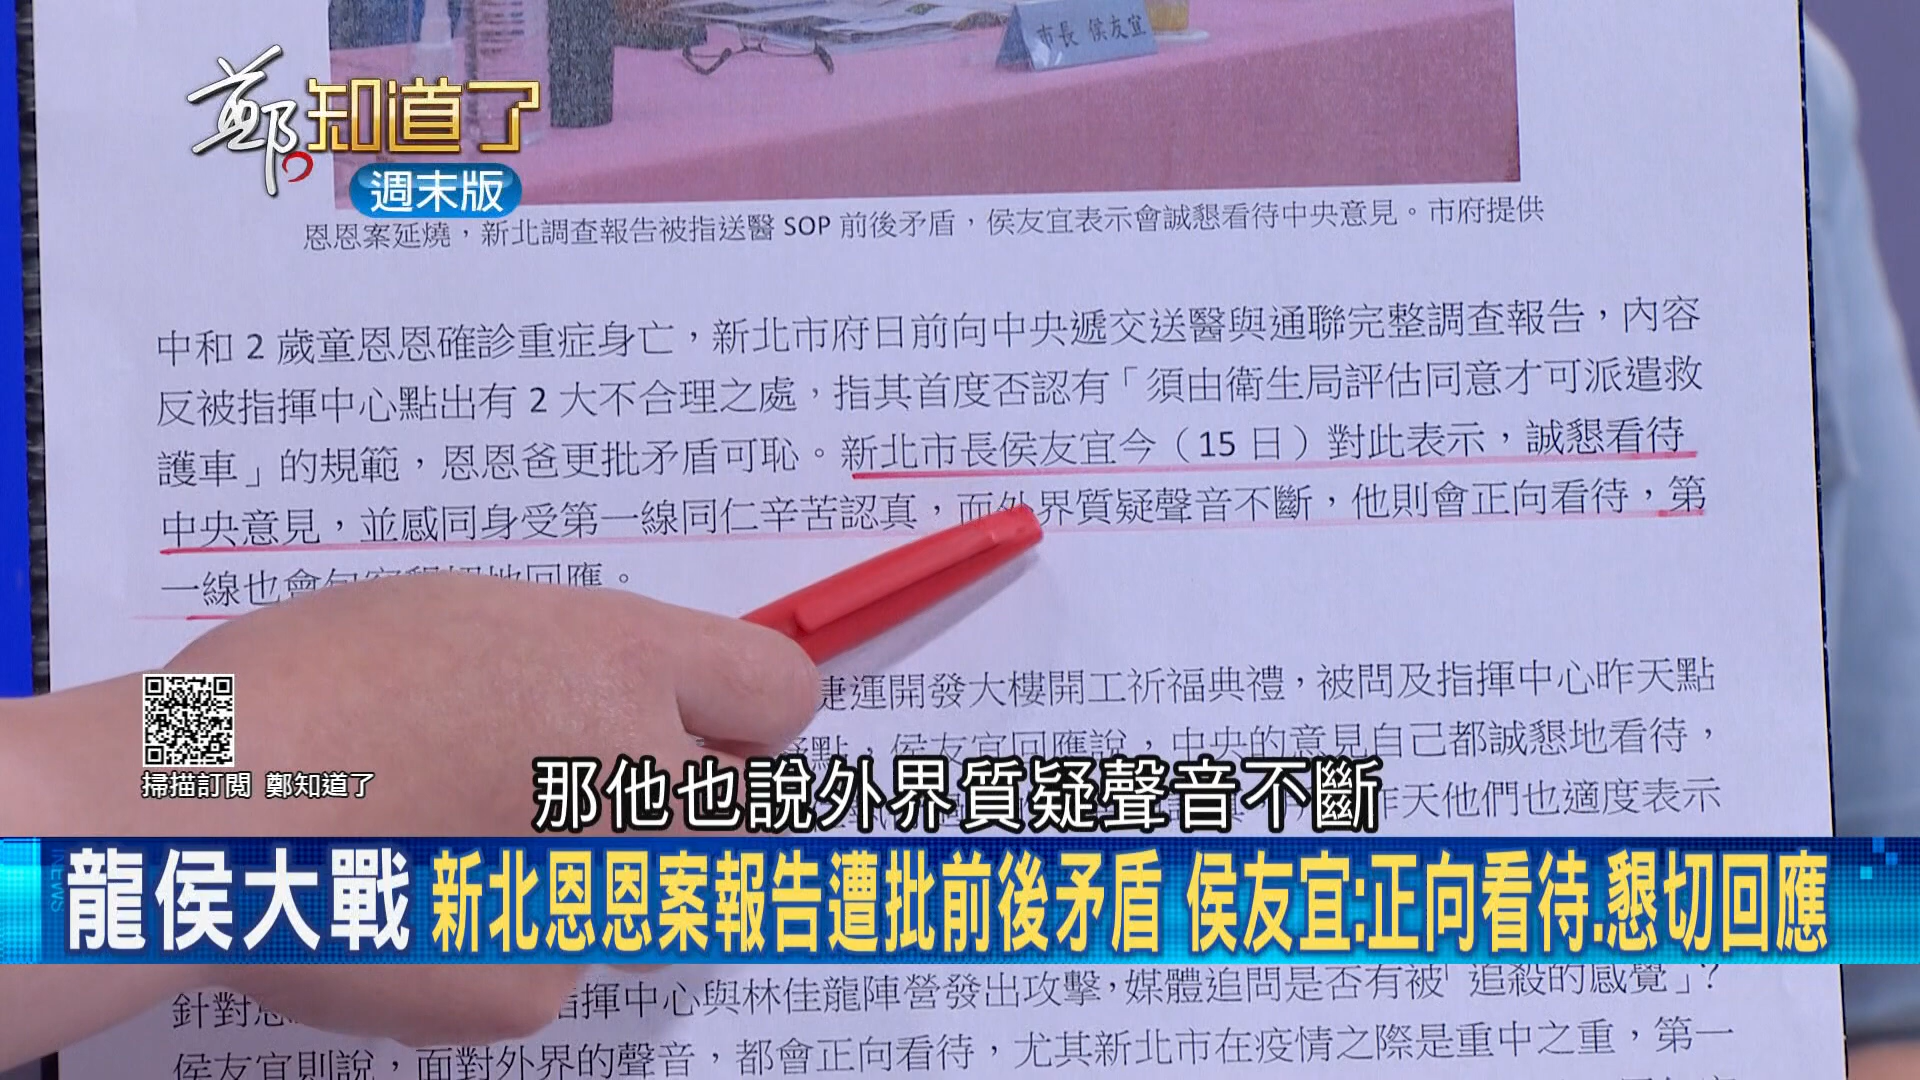 市長 侯友宜
鄭知道了
週末版
恩恩案延燒，新北調查報告被指送醫 SOP 前後矛盾，侯友宜表示會誠懇看待中央意見。市府提供
中和 2 歲童恩恩確診重症身亡，新北市府日前向中央遞交送醫與通聯完整調查報告，內容
反被指揮中心點出有 2 大不合理之處，指其首度否認有「須由衛生局評估同意才可派遣救
護車」的規範，恩恩爸更批矛盾可恥。新北市長侯友宜今（15 日）對此表示，誠懇看待
中央意見，並感同身受第一線同仁辛苦認真，而外界質疑聲音不斷，他則會正向看待，第
一線也會 回應。
捷運開發大樓開工祈福典禮，被問及指揮中心昨天點
疑點，侯友宜回應說，中央的意見自己都誠懇地看待，
昨天他們也適度表示
掃描訂閱 鄭知道了
那他也說外界質疑聲音不斷
iNEWS
龍侯大戰 新北恩恩案報告遭批前後矛盾 侯友宜:正向看待.懇切回應
針對 指揮中心與林佳龍陣營發出攻擊，媒體追問是否有被「追殺的感覺」？
侯友宜則說，面對外界的聲音，都會正向看待，尤其新北市在疫情之際是重中之重，第一